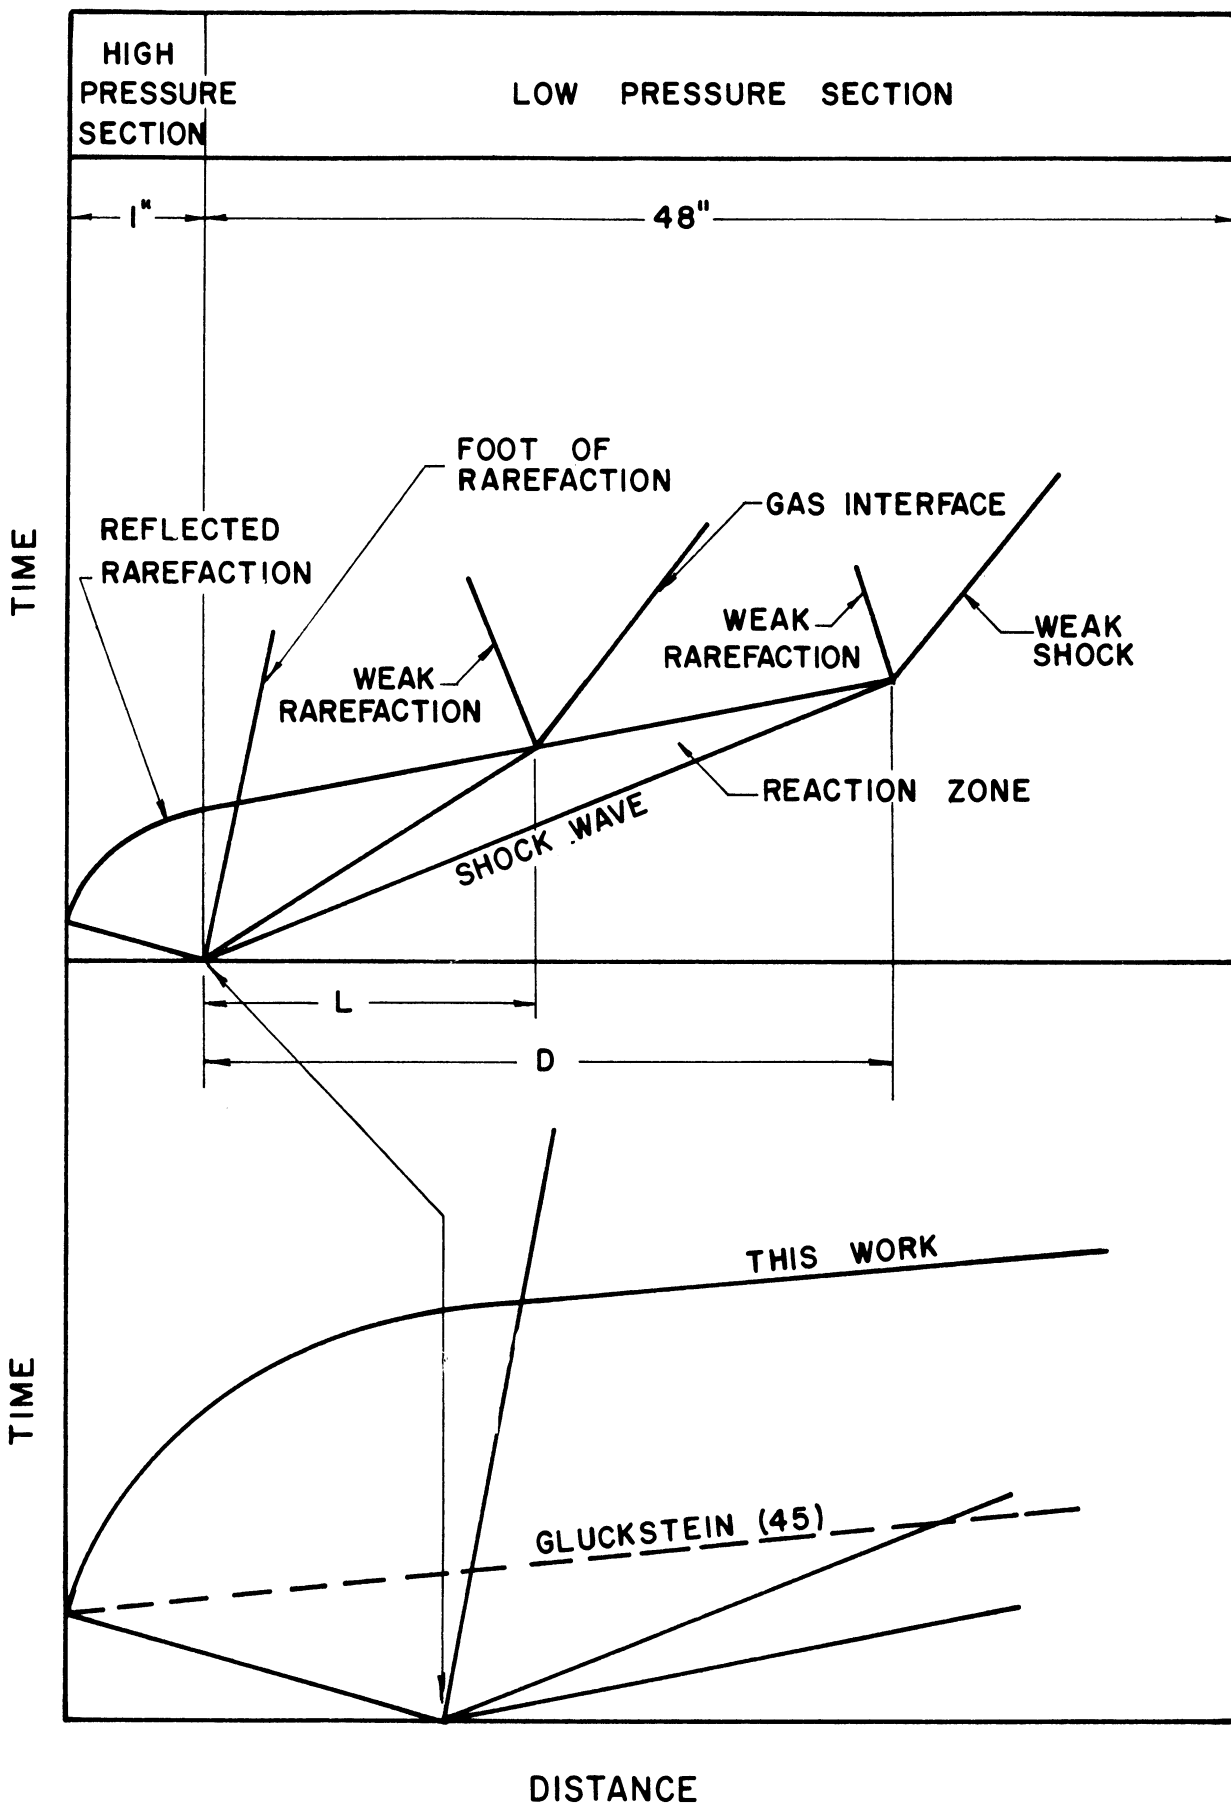 HIGH
PRESSURE
SECTION
LOW PRESSURE SECTION
1"
48"
FOOT OF
RAREFACTION
GAS INTERFACE
REFLECTED
RAREFACTION
TIME
WEAK
RAREFACTION
WEAK
RAREFACTION
WEAK
SHOCK
REACTION ZONE
SHOCK WAVE
L
D
THIS WORK
TIME
GLUCKSTEIN (45)
DISTANCE